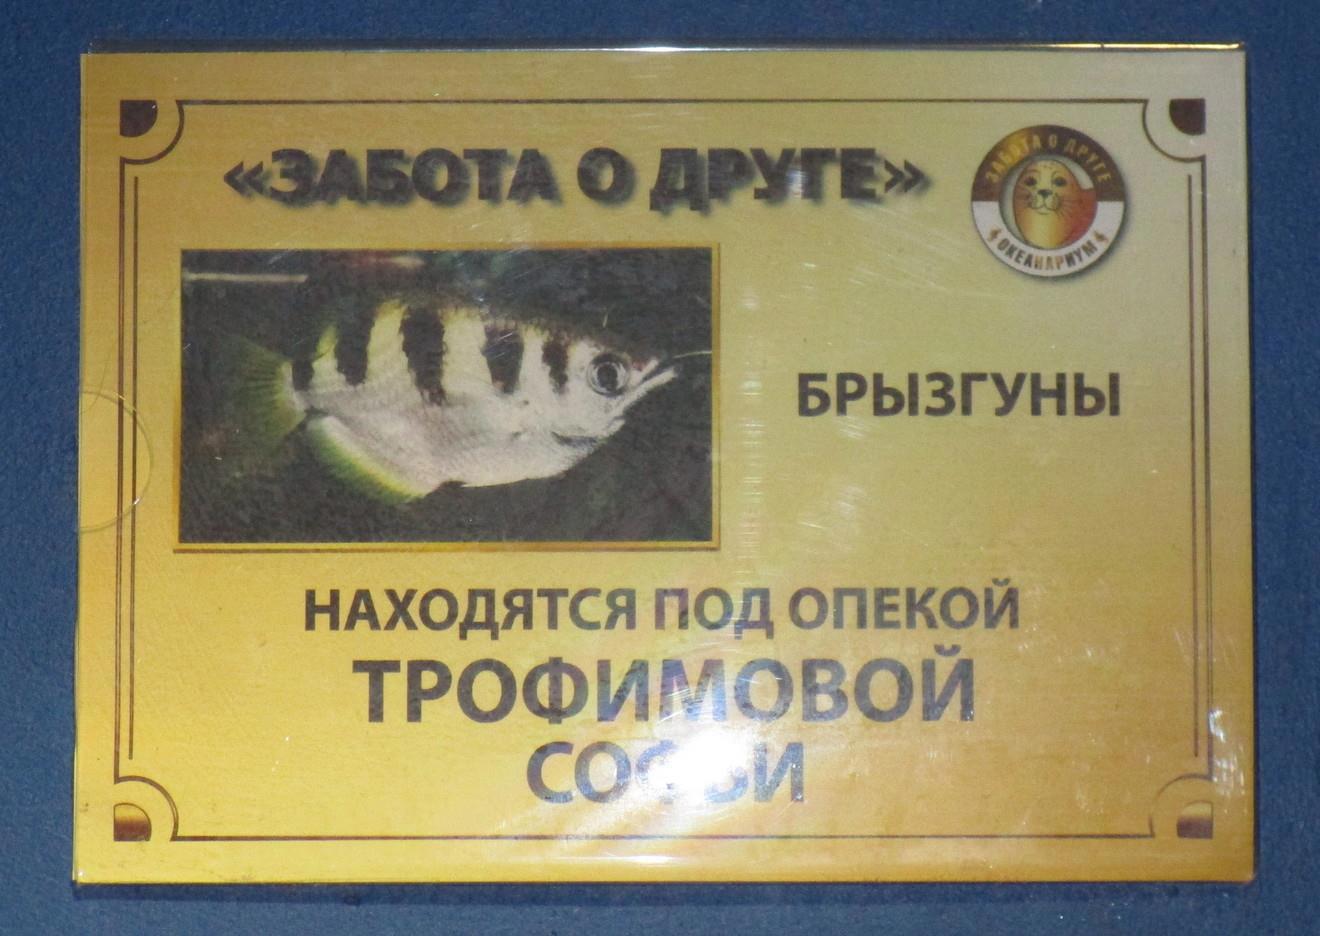 «ЗАБОТА О ДРУГЕ»
ЗАБОТА О ДРУГЕ
ОКЕАНАРИУМ
БРЫЗГУНЫ
НАХОДЯТСЯ ПОД ОПЕКОЙ
ТРОФИМОВОЙ
СОФЬИ